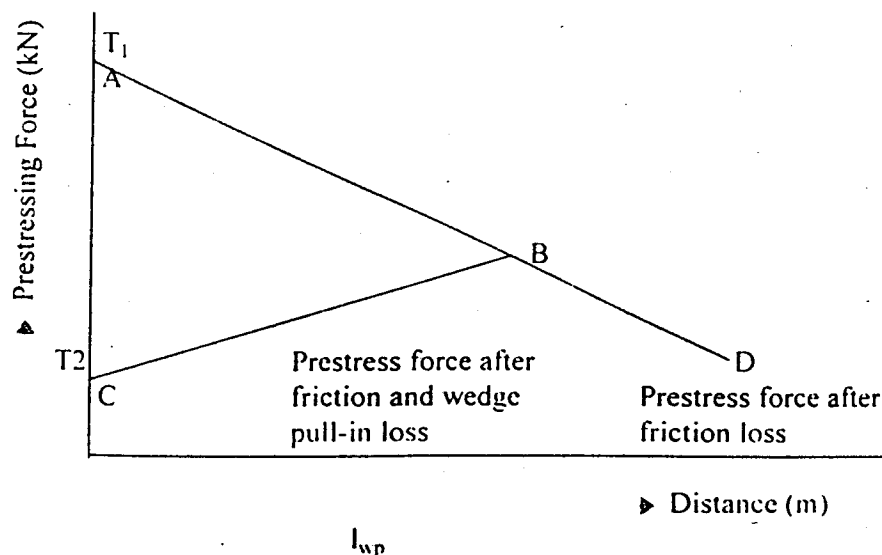 Prestressing Force (kN)
T1
A
B
T2
C
D
Prestress force after
friction and wedge
pull-in loss
Prestress force after
friction loss
Distance (m)
lwp